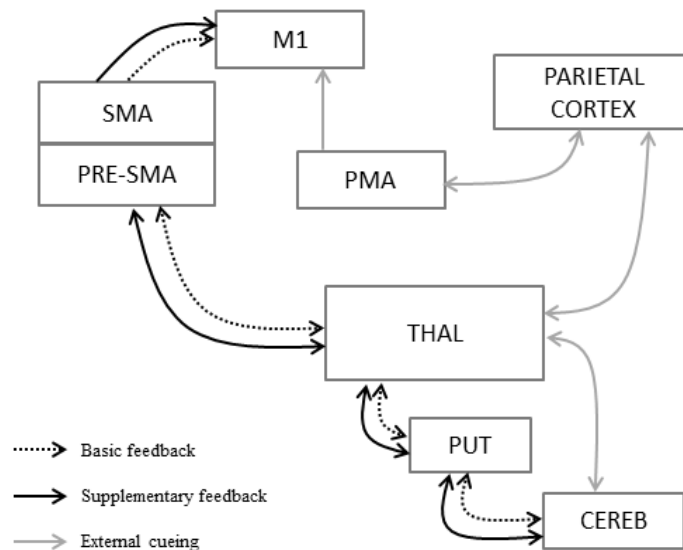 M1
SMA
PARIETAL
CORTEX
PRE-SMA
PMA
THAL
PUT
CEREB
Basic feedback
Supplementary feedback
External cueing